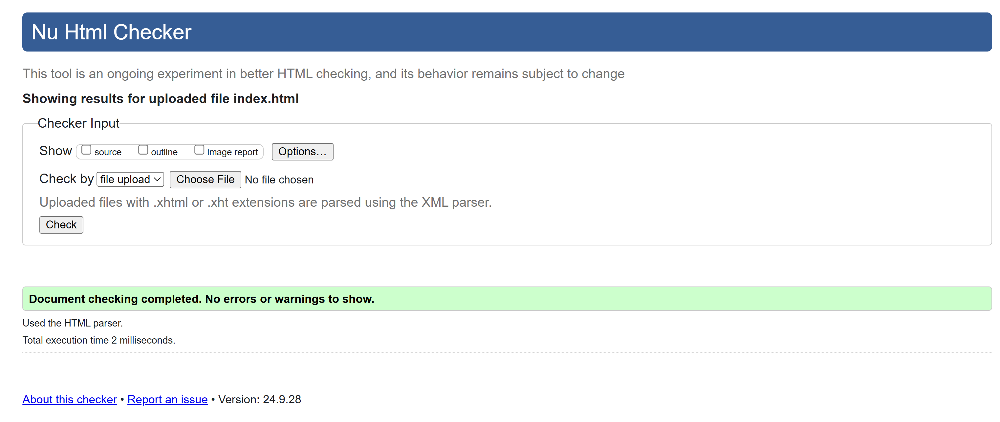 Nu Html Checker
This tool is an ongoing experiment in better HTML checking, and its behavior remains subject to change
Showing results for uploaded file index.html
Checker Input
Show source outline image report Options…
Check by file upload Choose File No file chosen
Uploaded files with .xhtml or .xht extensions are parsed using the XML parser.
Check
Document checking completed. No errors or warnings to show.
Used the HTML parser.
Total execution time 2 milliseconds.
About this checker • Report an issue • Version: 24.9.28